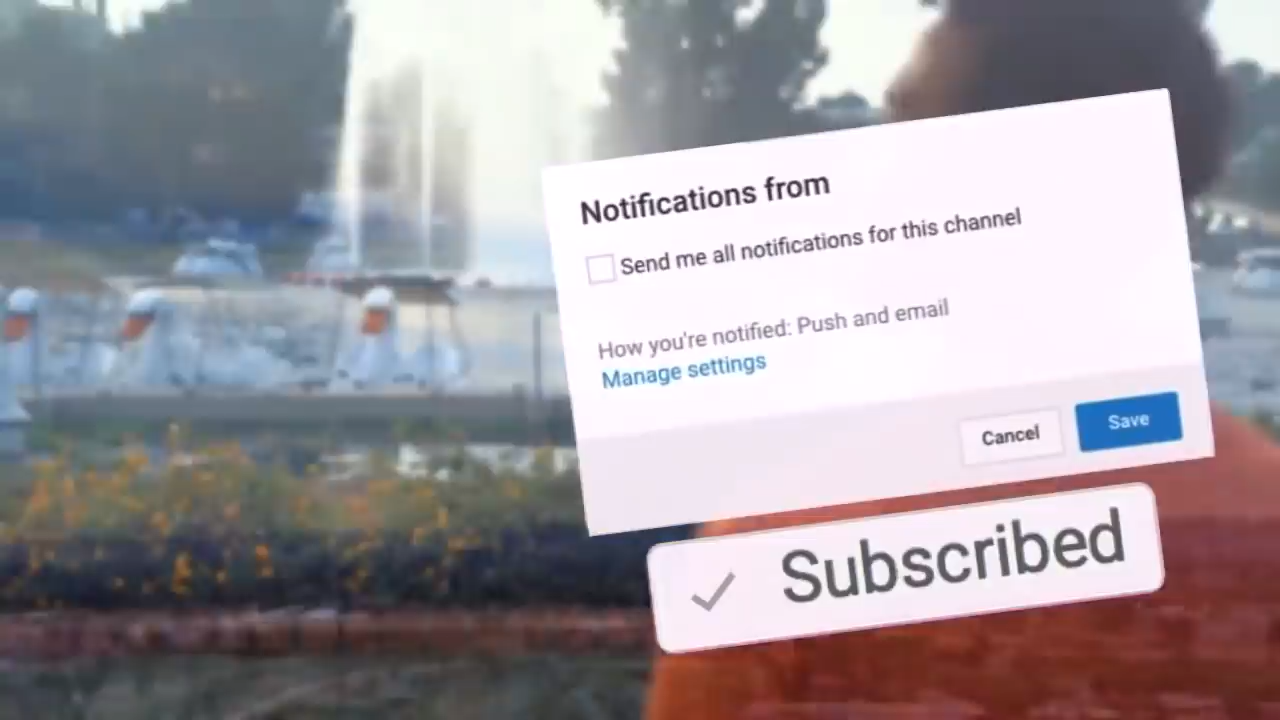 Notifications from
Send me all notifications for this channel
How you're notified: Push and email
Manage settings
Cancel
Save
Subscribed